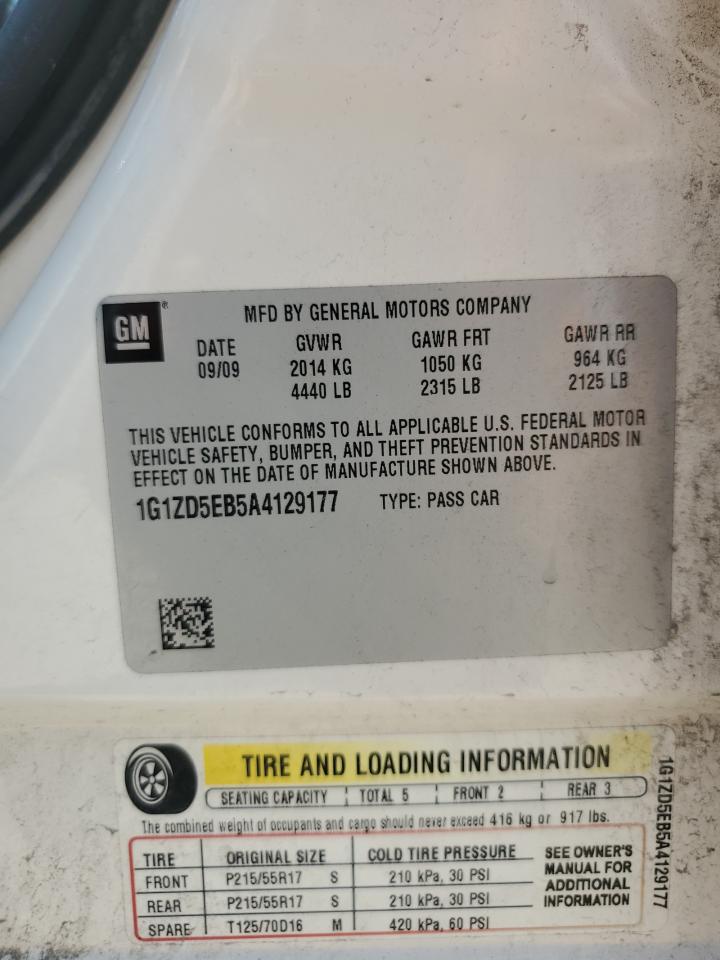 GM®
MFD BY GENERAL MOTORS COMPANY
DATE GVWR GAWR FRT GAWR RR
09/09 2014 KG 1050 KG 964 KG
4440 LB 2315 LB 2125 LB
THIS VEHICLE CONFORMS TO ALL APPLICABLE U.S. FEDERAL MOTOR
VEHICLE SAFETY, BUMPER, AND THEFT PREVENTION STANDARDS IN
EFFECT ON THE DATE OF MANUFACTURE SHOWN ABOVE.
1G1ZD5EB5A4129177 TYPE: PASS CAR
TIRE AND LOADING INFORMATION
SEATING CAPACITY TOTAL 5 FRONT 2 REAR 3
The combined weight of occupants and cargo should never exceed 416 kg or 917 lbs.
TIRE ORIGINAL SIZE COLD TIRE PRESSURE
FRONT P215/55R17 S 210 kPa, 30 PSI
REAR P215/55R17 S 210 kPa, 30 PSI
SPARE T125/70D16 M 420 kPa, 60 PSI
SEE OWNER'S
MANUAL FOR
ADDITIONAL
INFORMATION
1G1ZD5EB5A4129177